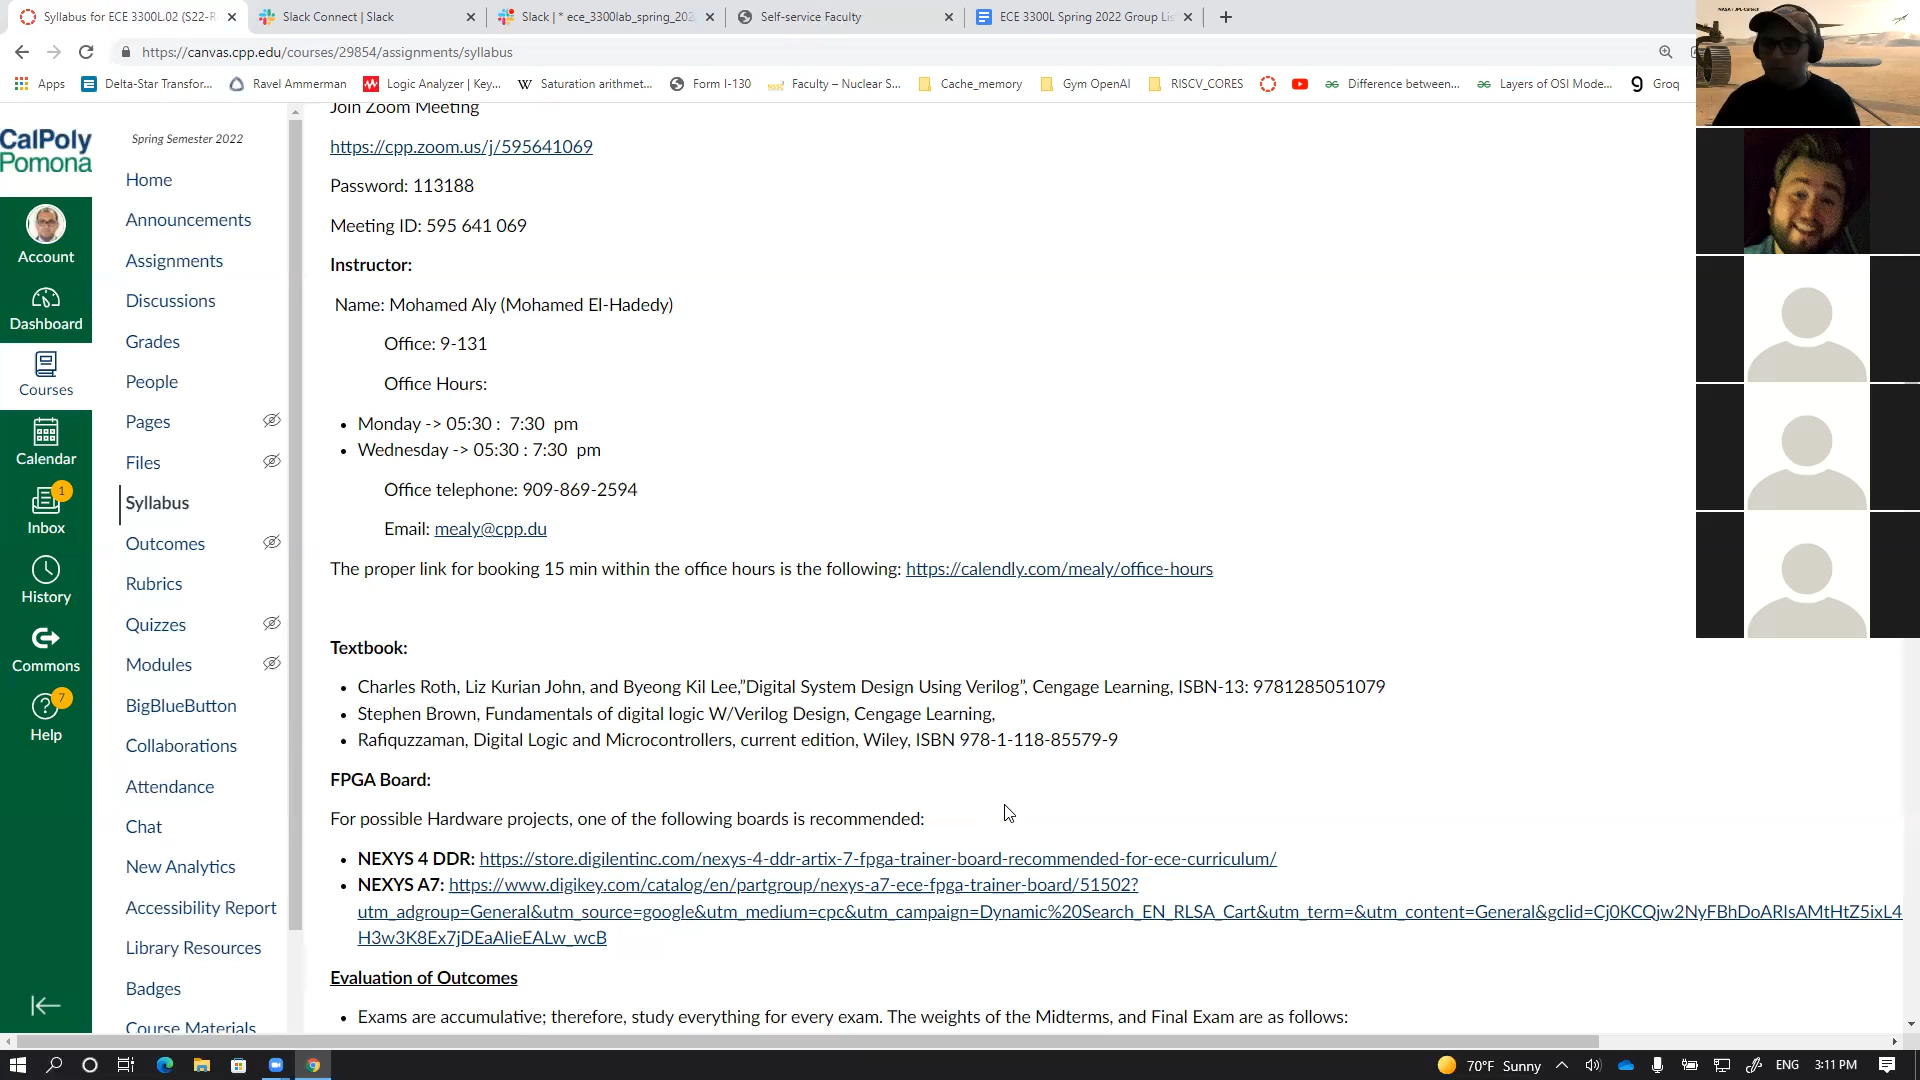 Syllabus for ECE 3300L.02 (S22-R
Slack Connect | Slack
Slack | * ece_3300lab_spring_202
Self-service Faculty
ECE 3300L Spring 2022 Group Lis
https://canvas.cpp.edu/courses/29854/assignments/syllabus
Apps
Delta-Star Transfor...
Ravel Ammerman
Logic Analyzer | Key...
Saturation arithmet...
Form I-130
Faculty – Nuclear S...
Cache_memory
Gym OpenAI
RISCV_CORES
Difference between...
Layers of OSI Mode...
Groq
NASA / JPL-Caltech
CalPoly
Pomona
Account
Dashboard
Courses
Calendar
1
Inbox
History
Commons
7
Help
Spring Semester 2022
Home
Announcements
Assignments
Discussions
Grades
People
Pages
Files
Syllabus
Outcomes
Rubrics
Quizzes
Modules
BigBlueButton
Collaborations
Attendance
Chat
New Analytics
Accessibility Report
Library Resources
Badges
Course Materials
Join Zoom Meeting
https://cpp.zoom.us/j/595641069
Password: 113188
Meeting ID: 595 641 069
Instructor:
Name: Mohamed Aly (Mohamed El-Hadedy)
Office: 9-131
Office Hours:
Monday -> 05:30 : 7:30 pm
Wednesday -> 05:30 : 7:30 pm
Office telephone: 909-869-2594
Email: mealy@cpp.du
The proper link for booking 15 min within the office hours is the following: https://calendly.com/mealy/office-hours
Textbook:
Charles Roth, Liz Kurian John, and Byeong Kil Lee,”Digital System Design Using Verilog”, Cengage Learning, ISBN-13: 9781285051079
Stephen Brown, Fundamentals of digital logic W/Verilog Design, Cengage Learning,
Rafiquzzaman, Digital Logic and Microcontrollers, current edition, Wiley, ISBN 978-1-118-85579-9
FPGA Board:
For possible Hardware projects, one of the following boards is recommended:
NEXYS 4 DDR: https://store.digilentinc.com/nexys-4-ddr-artix-7-fpga-trainer-board-recommended-for-ece-curriculum/
NEXYS A7: https://www.digikey.com/catalog/en/partgroup/nexys-a7-ece-fpga-trainer-board/51502?
utm_adgroup=General&utm_source=google&utm_medium=cpc&utm_campaign=Dynamic%20Search_EN_RLSA_Cart&utm_term=&utm_content=General&gclid=Cj0KCQjw2NyFBhDoARIsAMtHtZ5ixL4
H3w3K8Ex7jDEaAlieEALw_wcB
Evaluation of Outcomes
Exams are accumulative; therefore, study everything for every exam. The weights of the Midterms, and Final Exam are as follows:
70°F Sunny
ENG
3:11 PM